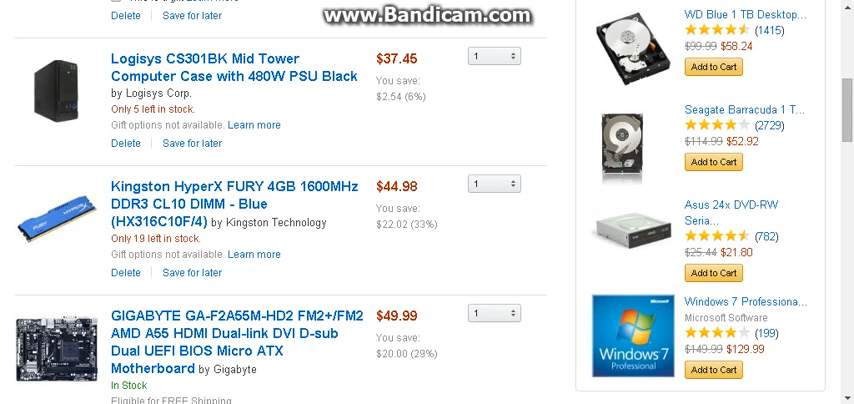 www.Bandicam.com
Delete Save for later
Logisys CS301BK Mid Tower
Computer Case with 480W PSU Black
by Logisys Corp.
Only 5 left in stock.
Gift options not available. Learn more
Delete Save for later
$37.45
You save:
$2.54 (6%)
1
Kingston HyperX FURY 4GB 1600MHz
DDR3 CL10 DIMM - Blue
(HX316C10F/4) by Kingston Technology
Only 19 left in stock.
Gift options not available. Learn more
Delete Save for later
$44.98
You save:
$22.02 (33%)
1
GIGABYTE GA-F2A55M-HD2 FM2+/FM2
AMD A55 HDMI Dual-link DVI D-sub
Dual UEFI BIOS Micro ATX
Motherboard by Gigabyte
In Stock
Eligible for FREE Shipping
$49.99
You save:
$20.00 (29%)
1
WD Blue 1 TB Desktop...
(1415)
$99.99 $58.24
Add to Cart
Seagate Barracuda 1 T...
(2729)
$114.99 $52.92
Add to Cart
Asus 24x DVD-RW
Seria...
(782)
$25.44 $21.80
Add to Cart
Windows 7 Professiona...
Microsoft Software
(199)
$149.99 $129.99
Add to Cart
Microsoft
Windows 7
Professional